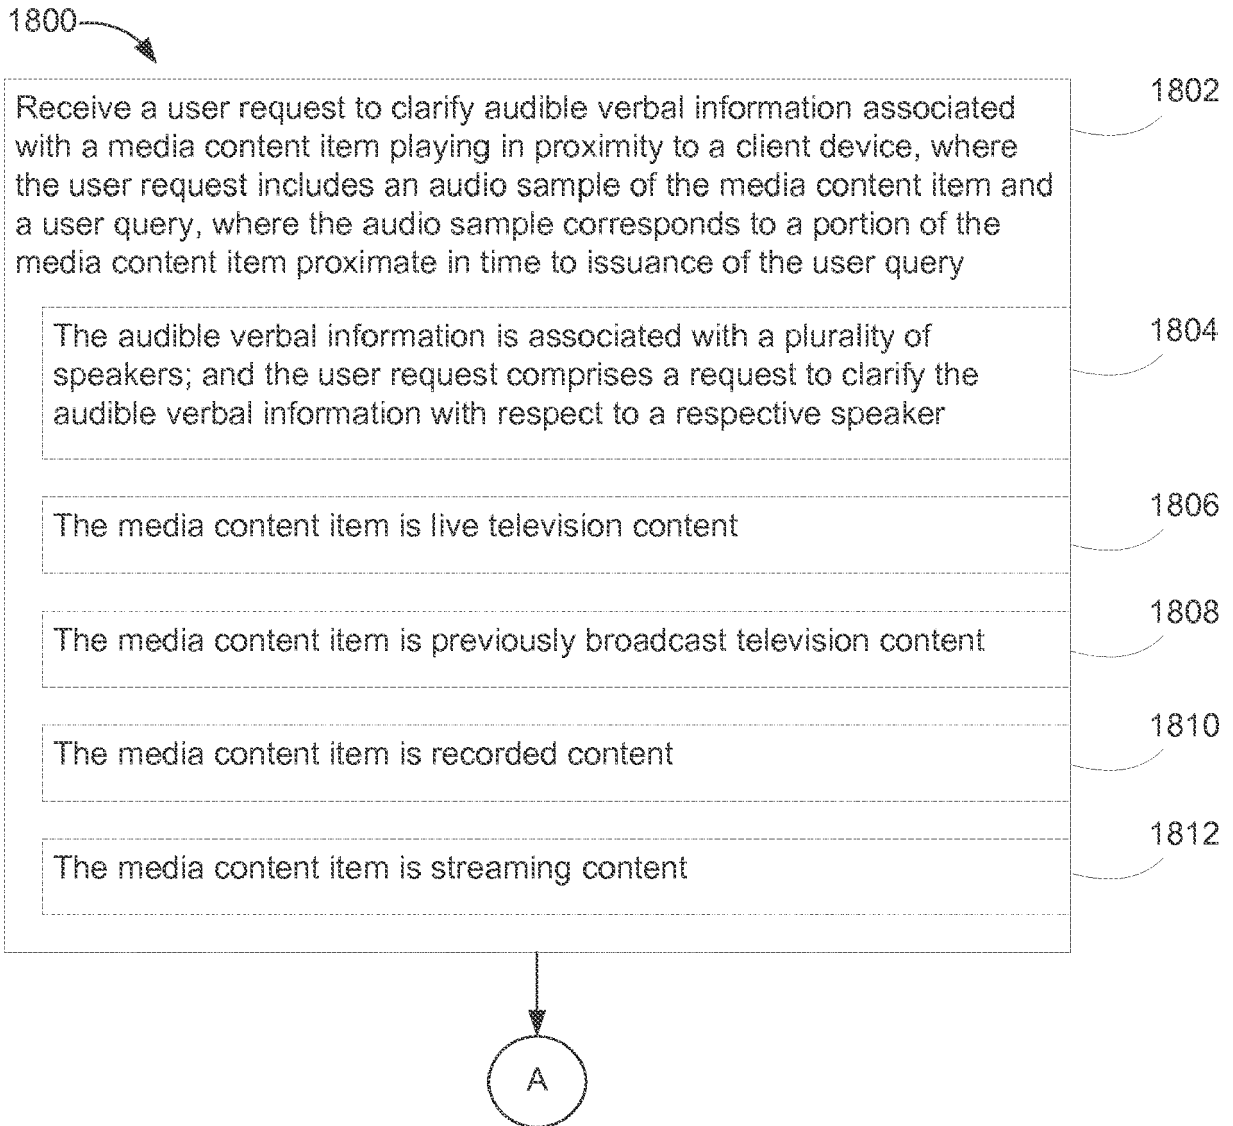 1800
Receive a user request to clarify audible verbal information associated
with a media content item playing in proximity to a client device, where
the user request includes an audio sample of the media content item and
a user query, where the audio sample corresponds to a portion of the
media content item proximate in time to issuance of the user query
1802
The audible verbal information is associated with a plurality of
speakers; and the user request comprises a request to clarify the
audible verbal information with respect to a respective speaker
1804
The media content item is live television content
1806
The media content item is previously broadcast television content
1808
The media content item is recorded content
1810
The media content item is streaming content
1812
A